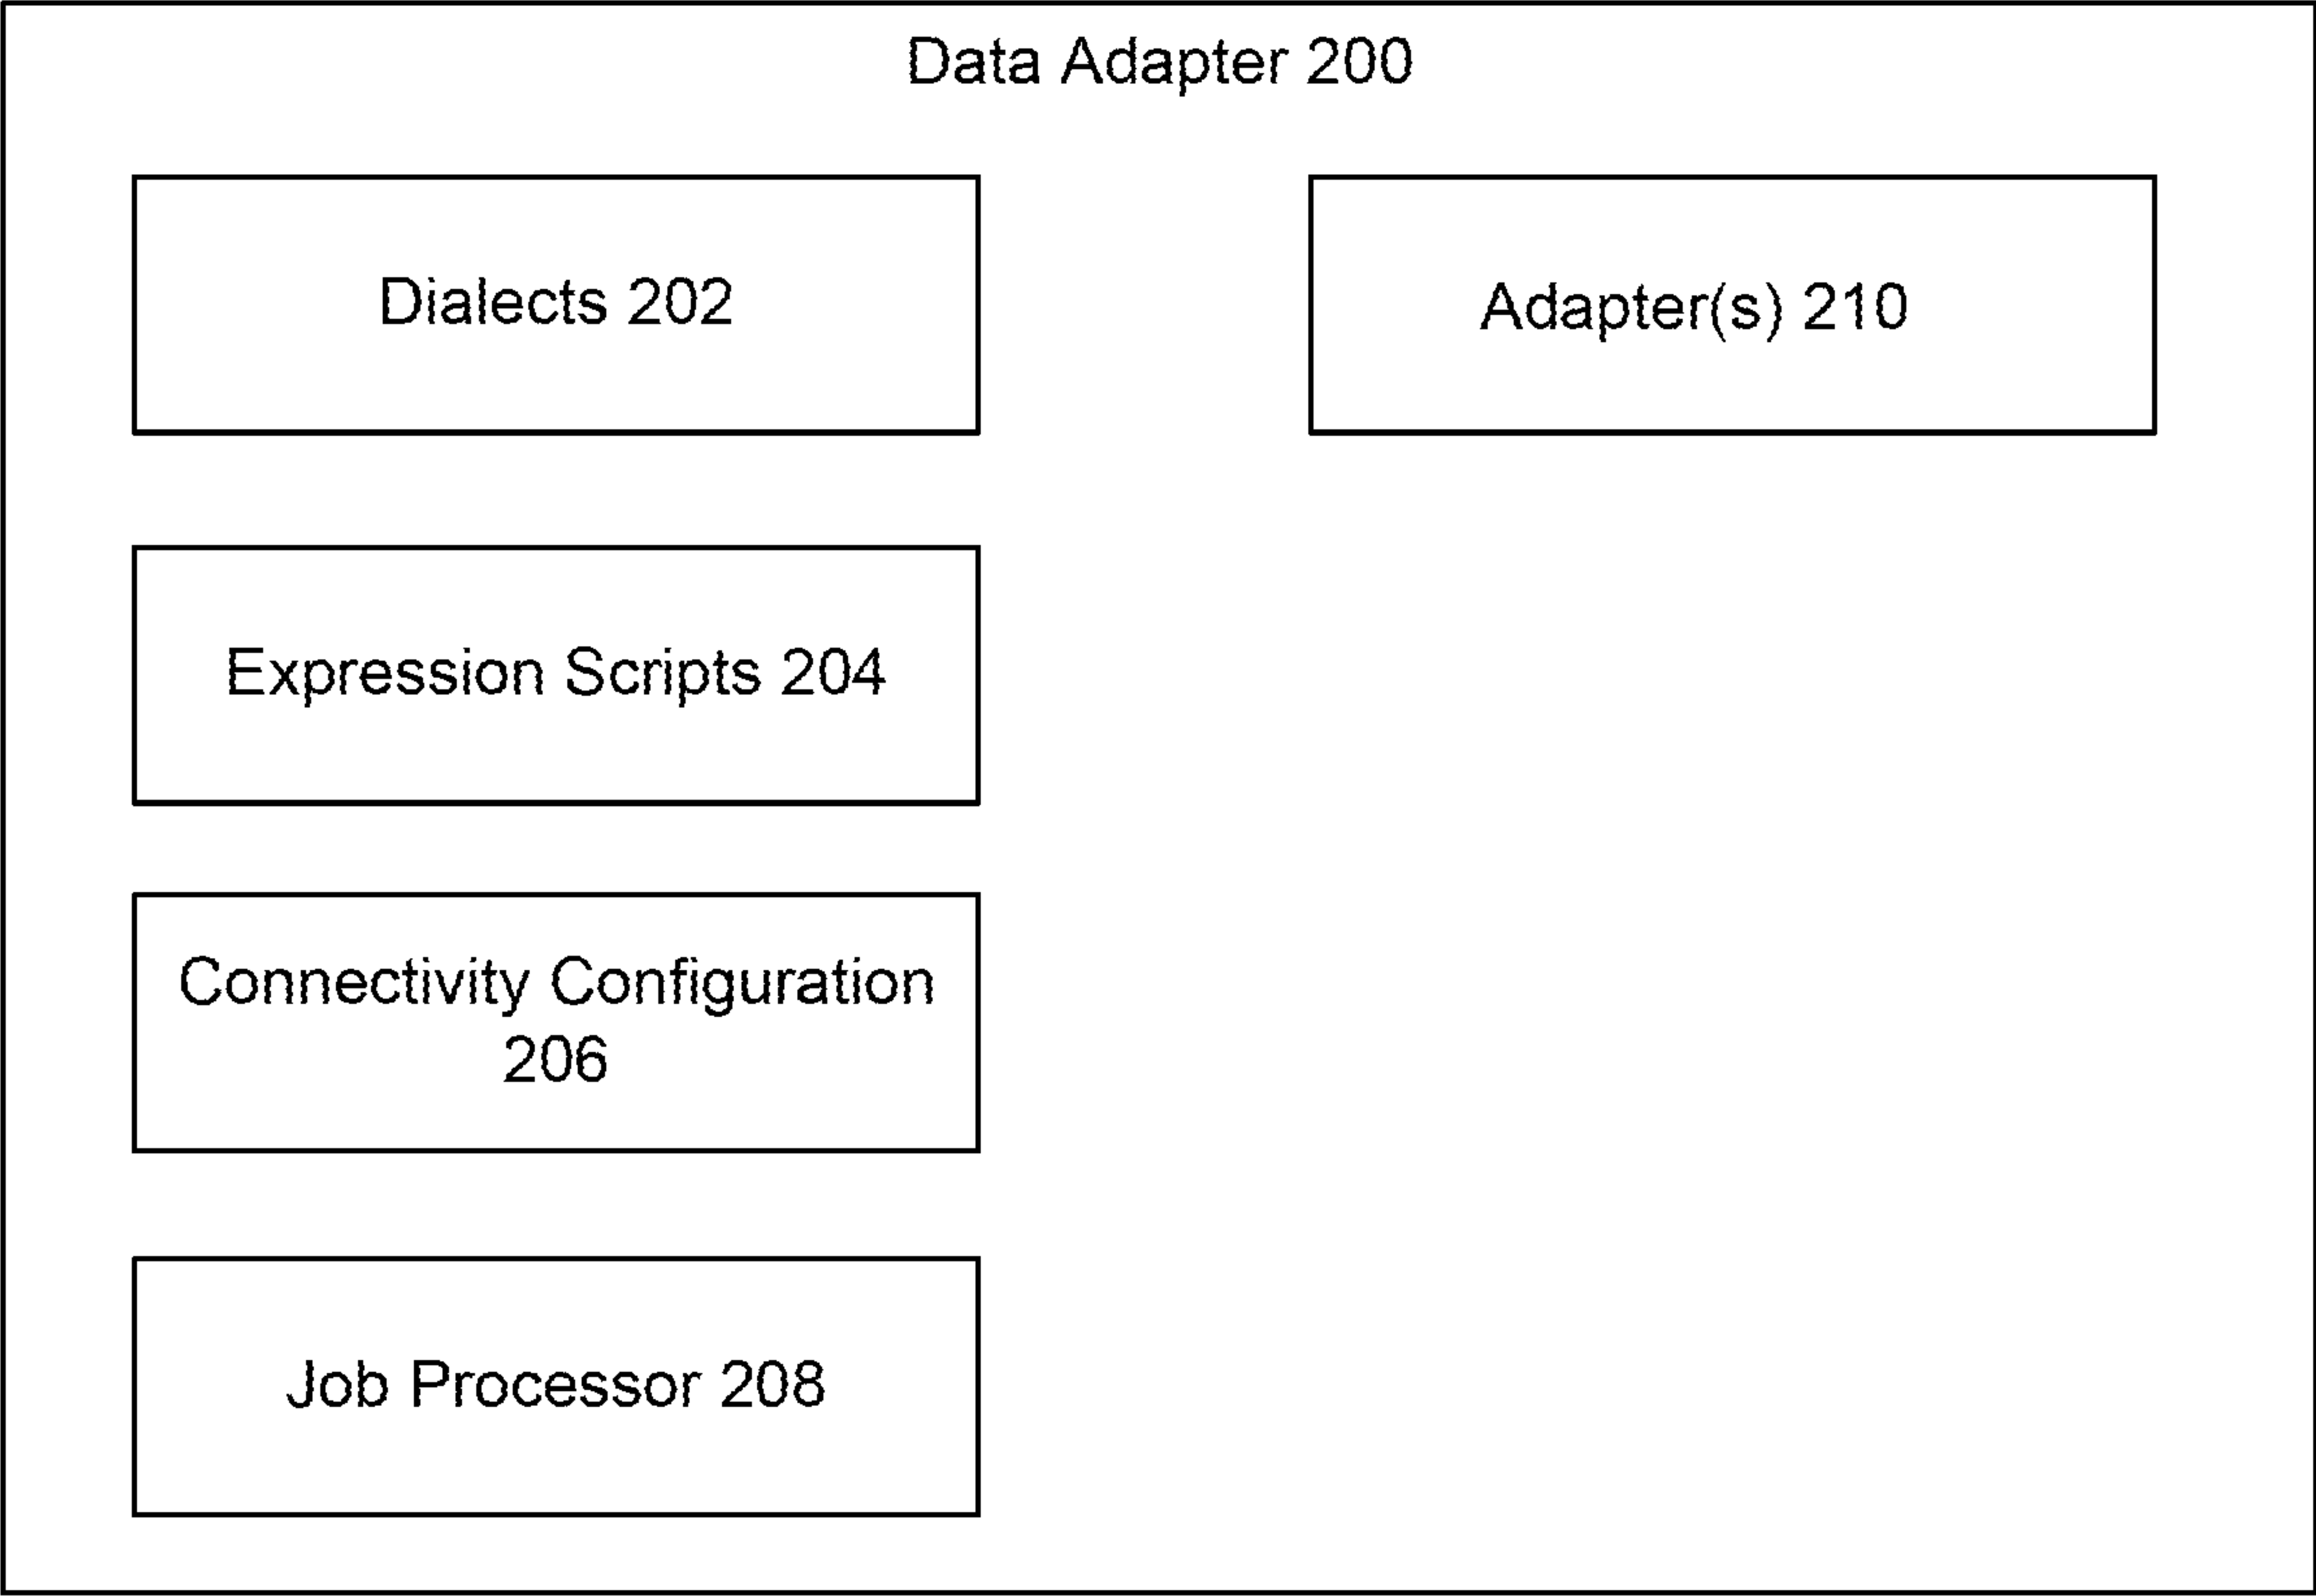 Data Adapter 200
Dialects 202
Adapter(s) 210
Expression Scripts 204
Connectivity Configuration
206
Job Processor 208